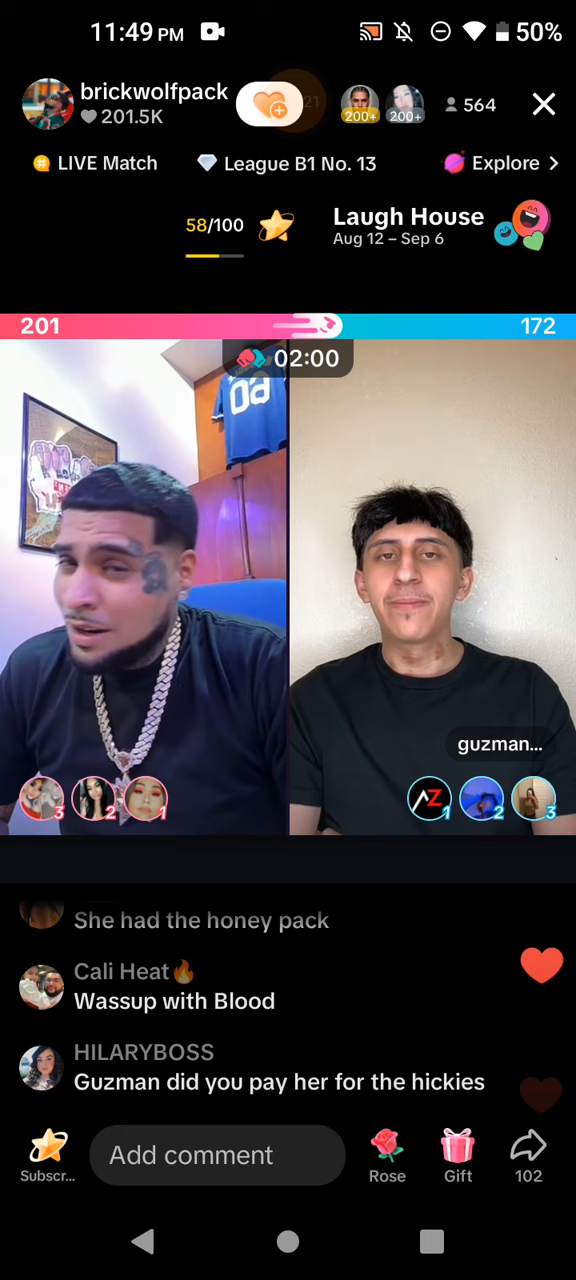 11:49 PM
50%
brickwolfpack
201.5K
200+
200+
564
LIVE Match
League B1 No. 13
Explore
58/100
Laugh House
Aug 12 – Sep 6
201
172
02:00
guzman...
3
2
1
1
2
3
She had the honey pack
Cali Heat🔥
Wassup with Blood
HILARYBOSS
Guzman did you pay her for the hickies
Subscr...
Add comment
Rose
Gift
102